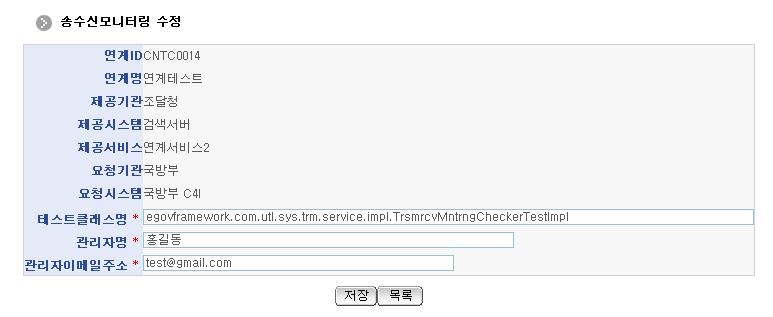 송수신모니터링 수정
연계ID CNTC0014
연계명 연계테스트
제공기관 조달청
제공시스템 검색서버
제공서비스 연계서비스2
요청기관 국방부
요청시스템 국방부 C4I
테스트클래스명 * egovframework.com.utl.sys.trm.service.impl.TrsmrcvMntrngCheckerTestImpl
관리자명 * 홍길동
관리자이메일주소 * test@gmail.com
저장 목록